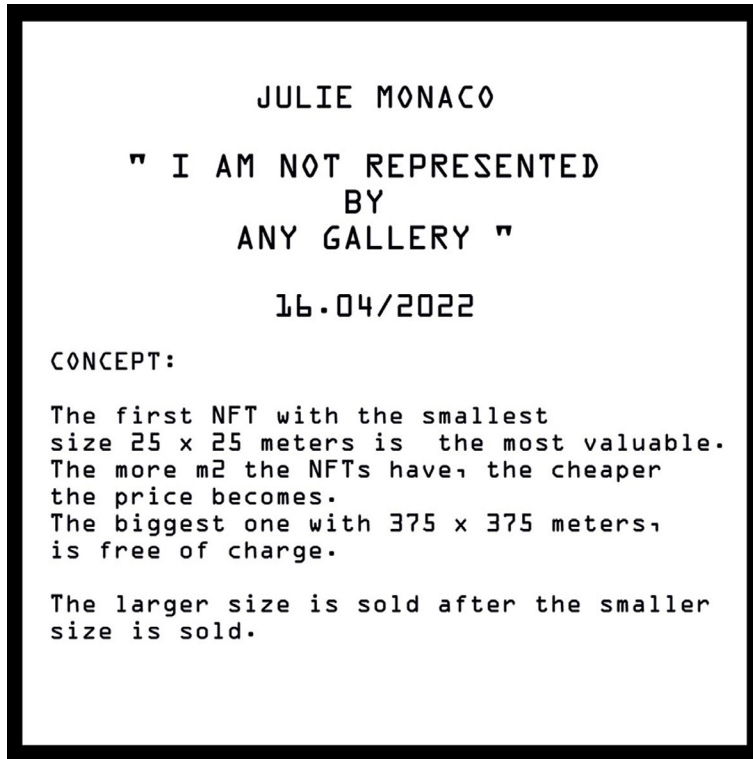 JULIE MONACO
" I AM NOT REPRESENTED
BY
ANY GALLERY "
16.04/2022
CONCEPT:
The first NFT with the smallest
size 25 x 25 meters is  the most valuable.
The more m2 the NFTs have, the cheaper
the price becomes.
The biggest one with 375 x 375 meters,
is free of charge.
The larger size is sold after the smaller
size is sold.